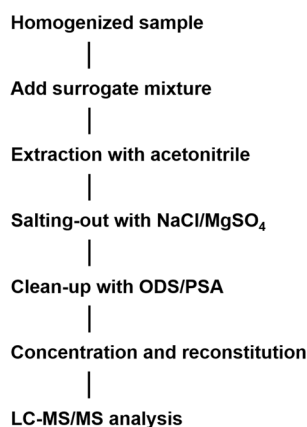 Homogenized sample
Add surrogate mixture
Extraction with acetonitrile
Salting-out with NaCl/MgSO₄
Clean-up with ODS/PSA
Concentration and reconstitution
LC-MS/MS analysis